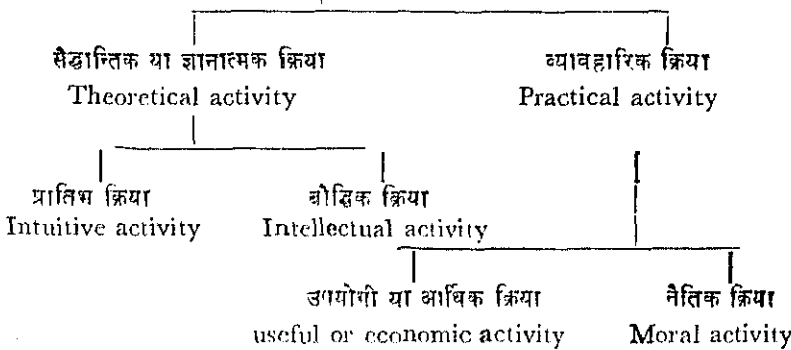 सैद्धान्तिक या ज्ञानात्मक क्रिया
Theoretical activity
व्यावहारिक क्रिया
Practical activity
प्रातिभ क्रिया
Intuitive activity
बौद्धिक क्रिया
Intellectual activity
उपयोगी या आर्थिक क्रिया
useful or economic activity
नैतिक क्रिया
Moral activity